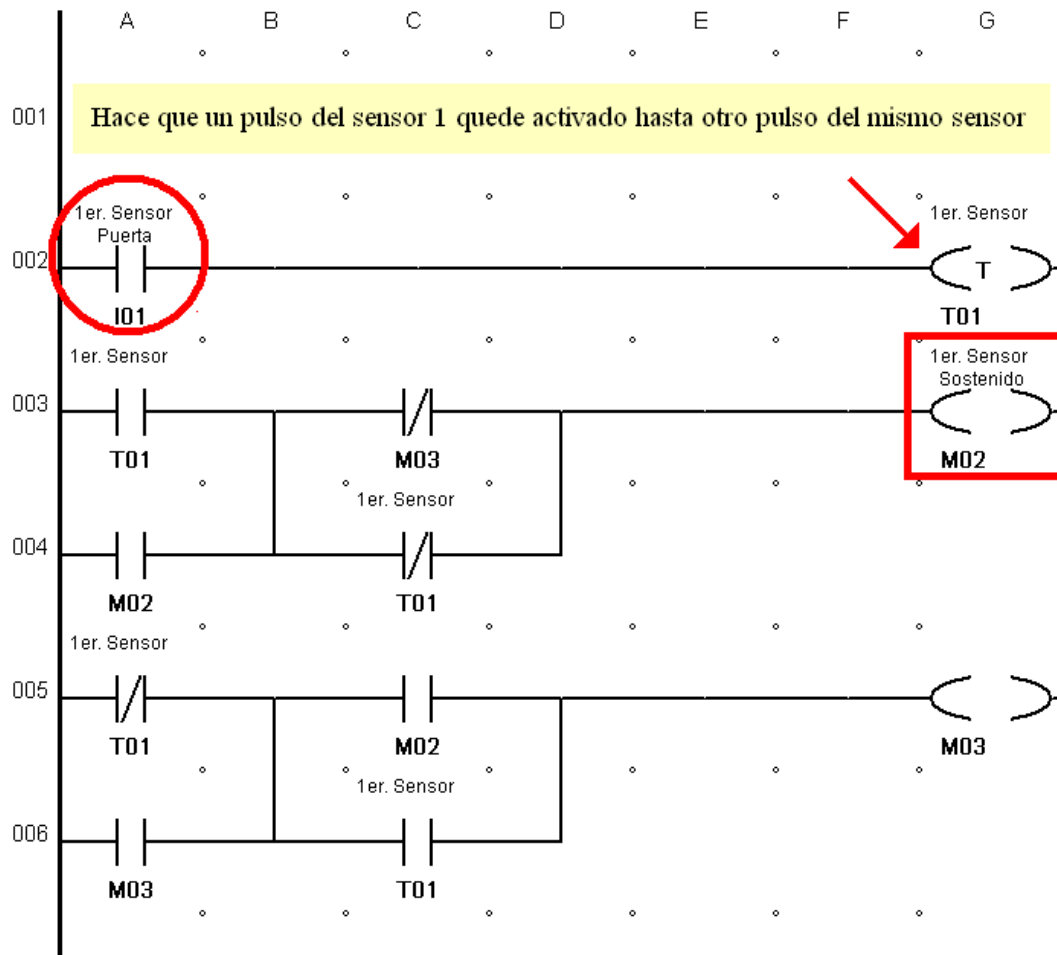 A B C D E F G
001
Hace que un pulso del sensor 1 quede activado hasta otro pulso del mismo sensor
1er. Sensor
Puerta
1er. Sensor
002
T
I01
T01
1er. Sensor
1er. Sensor
Sostenido
003
T01
M03
M02
1er. Sensor
004
M02
T01
1er. Sensor
005
T01
M02
M03
1er. Sensor
006
M03
T01